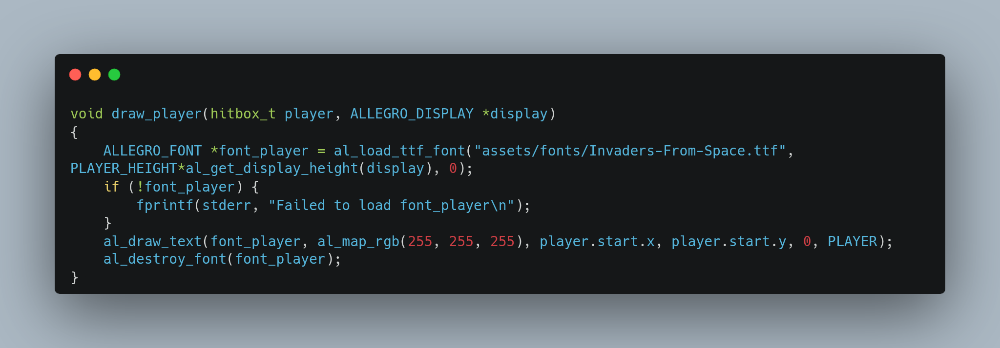 void draw_player(hitbox_t player, ALLEGRO_DISPLAY *display)
{
    ALLEGRO_FONT *font_player = al_load_ttf_font("assets/fonts/Invaders-From-Space.ttf",
PLAYER_HEIGHT*al_get_display_height(display), 0);
    if (!font_player) {
        fprintf(stderr, "Failed to load font_player\n");
    }
    al_draw_text(font_player, al_map_rgb(255, 255, 255), player.start.x, player.start.y, 0, PLAYER);
    al_destroy_font(font_player);
}